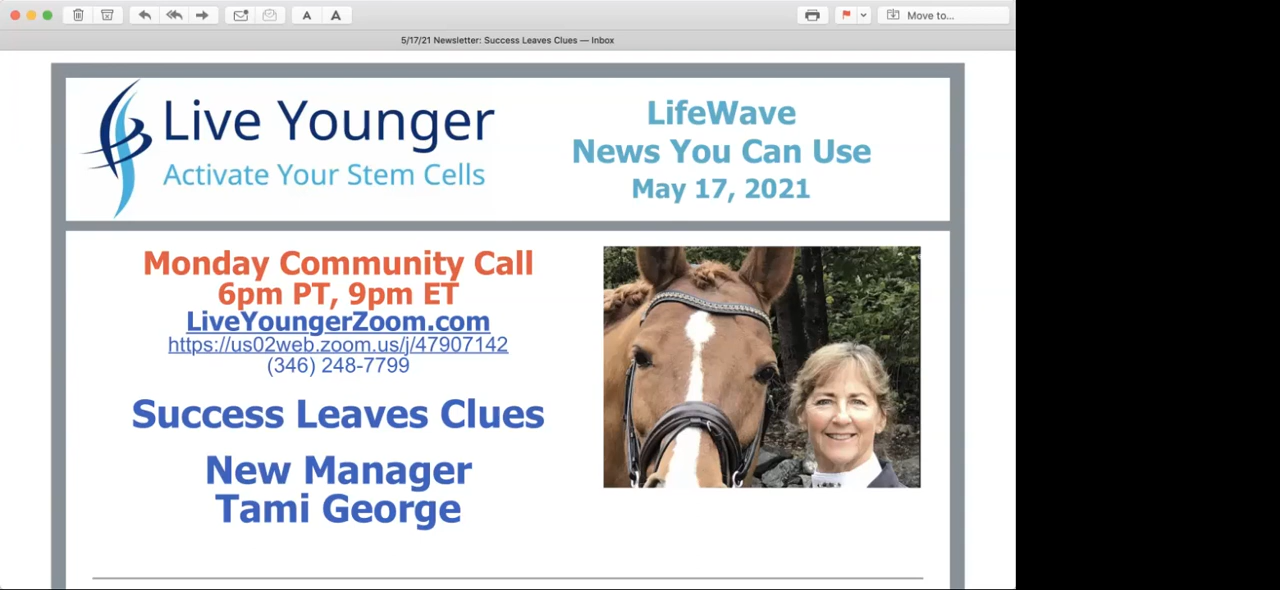 A A
Move to...
5/17/21 Newsletter: Success Leaves Clues — Inbox
Live Younger
Activate Your Stem Cells
LifeWave
News You Can Use
May 17, 2021
Monday Community Call
6pm PT, 9pm ET
LiveYoungerZoom.com
https://us02web.zoom.us/j/47907142
(346) 248-7799
Success Leaves Clues
New Manager
Tami George